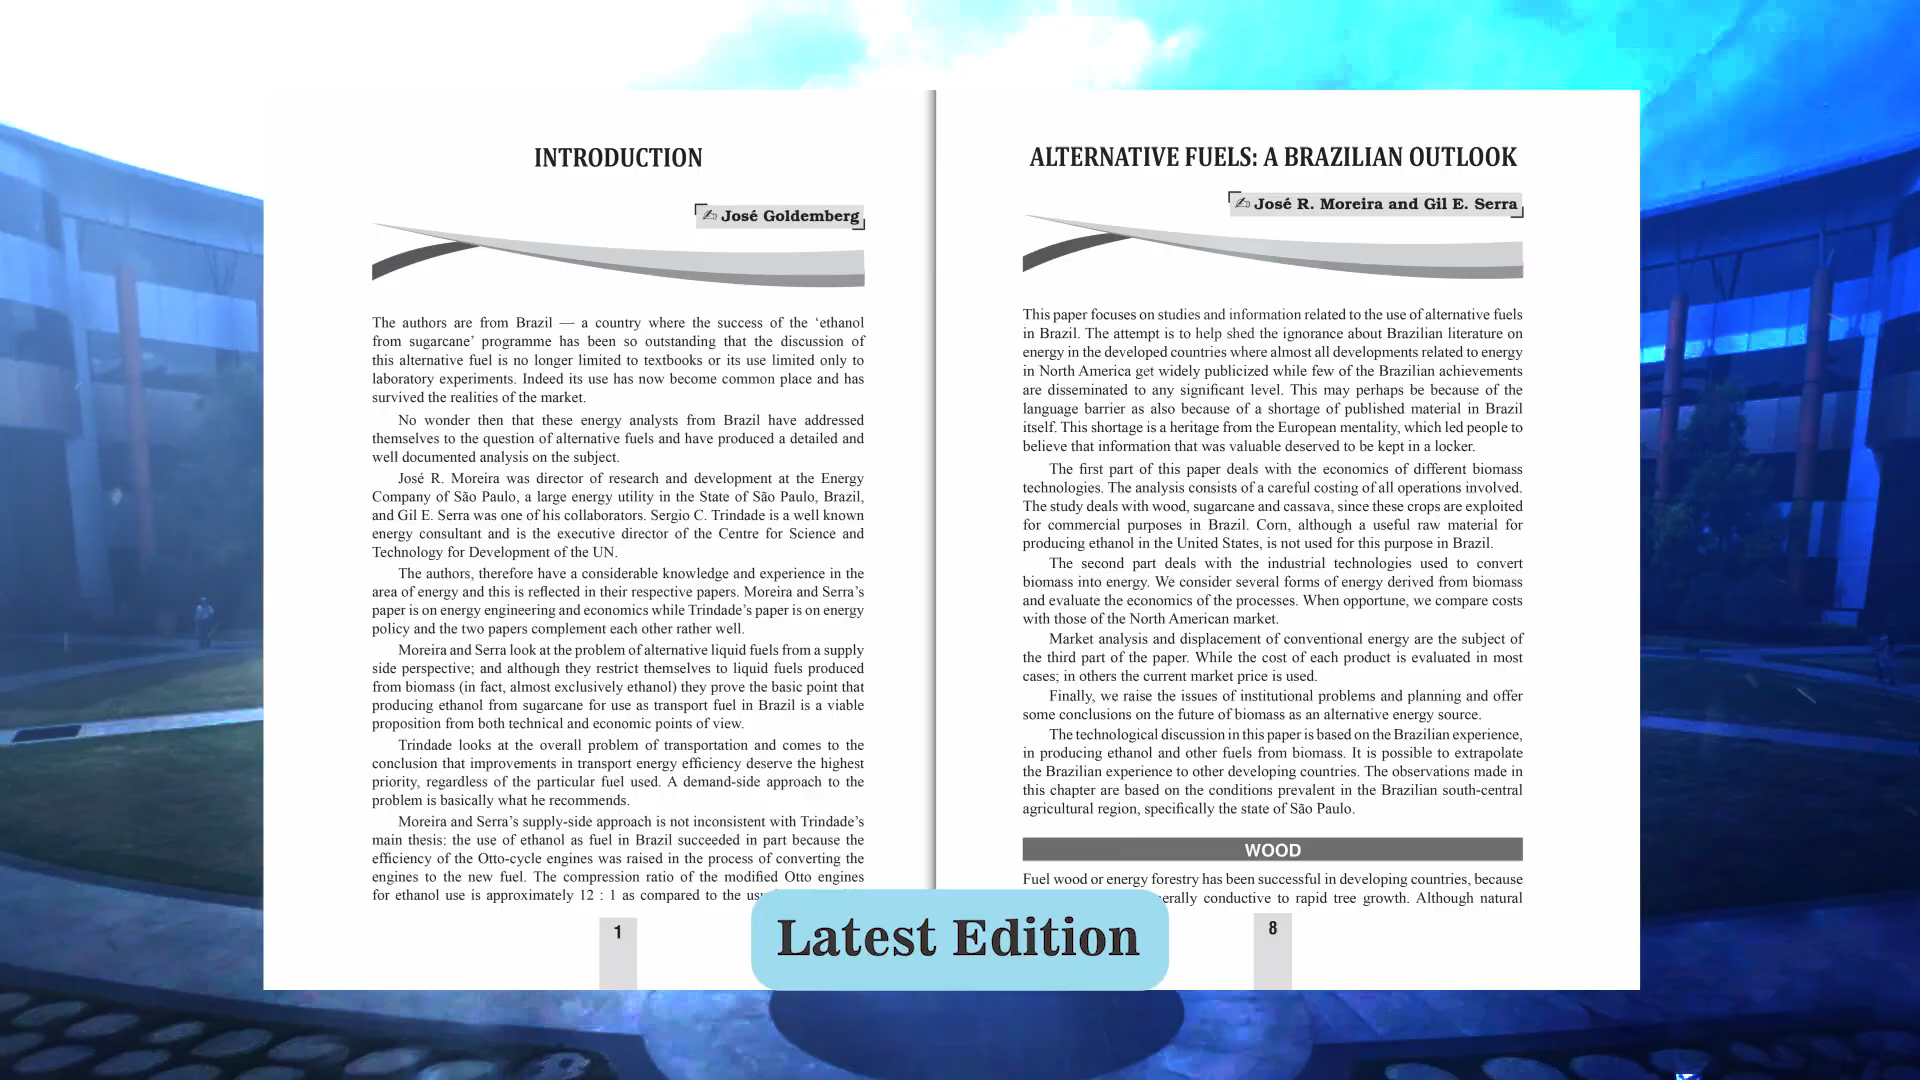 INTRODUCTION
José Goldemberg
The authors are from Brazil — a country where the success of the ‘ethanol
from sugarcane’ programme has been so outstanding that the discussion of
this alternative fuel is no longer limited to textbooks or its use limited only to
laboratory experiments. Indeed its use has now become common place and has
survived the realities of the market.
No wonder then that these energy analysts from Brazil have addressed
themselves to the question of alternative fuels and have produced a detailed and
well documented analysis on the subject.
José R. Moreira was director of research and development at the Energy
Company of São Paulo, a large energy utility in the State of São Paulo, Brazil,
and Gil E. Serra was one of his collaborators. Sergio C. Trindade is a well known
energy consultant and is the executive director of the Centre for Science and
Technology for Development of the UN.
The authors, therefore have a considerable knowledge and experience in the
area of energy and this is reflected in their respective papers. Moreira and Serra’s
paper is on energy engineering and economics while Trindade’s paper is on energy
policy and the two papers complement each other rather well.
Moreira and Serra look at the problem of alternative liquid fuels from a supply
side perspective; and although they restrict themselves to liquid fuels produced
from biomass (in fact, almost exclusively ethanol) they prove the basic point that
producing ethanol from sugarcane for use as transport fuel in Brazil is a viable
proposition from both technical and economic points of view.
Trindade looks at the overall problem of transportation and comes to the
conclusion that improvements in transport energy efficiency deserve the highest
priority, regardless of the particular fuel used. A demand-side approach to the
problem is basically what he recommends.
Moreira and Serra’s supply-side approach is not inconsistent with Trindade’s
main thesis: the use of ethanol as fuel in Brazil succeeded in part because the
efficiency of the Otto-cycle engines was raised in the process of converting the
engines to the new fuel. The compression ratio of the modified Otto engines
for ethanol use is approximately 12 : 1 as compared to the
1
ALTERNATIVE FUELS: A BRAZILIAN OUTLOOK
José R. Moreira and Gil E. Serra
This paper focuses on studies and information related to the use of alternative fuels
in Brazil. The attempt is to help shed the ignorance about Brazilian literature on
energy in the developed countries where almost all developments related to energy
in North America get widely publicized while few of the Brazilian achievements
are disseminated to any significant level. This may perhaps be because of the
language barrier as also because of a shortage of published material in Brazil
itself. This shortage is a heritage from the European mentality, which led people to
believe that information that was valuable deserved to be kept in a locker.
The first part of this paper deals with the economics of different biomass
technologies. The analysis consists of a careful costing of all operations involved.
The study deals with wood, sugarcane and cassava, since these crops are exploited
for commercial purposes in Brazil. Corn, although a useful raw material for
producing ethanol in the United States, is not used for this purpose in Brazil.
The second part deals with the industrial technologies used to convert
biomass into energy. We consider several forms of energy derived from biomass
and evaluate the economics of the processes. When opportune, we compare costs
with those of the North American market.
Market analysis and displacement of conventional energy are the subject of
the third part of the paper. While the cost of each product is evaluated in most
cases; in others the current market price is used.
Finally, we raise the issues of institutional problems and planning and offer
some conclusions on the future of biomass as an alternative energy source.
The technological discussion in this paper is based on the Brazilian experience,
in producing ethanol and other fuels from biomass. It is possible to extrapolate
the Brazilian experience to other developing countries. The observations made in
this chapter are based on the conditions prevalent in the Brazilian south-central
agricultural region, specifically the state of São Paulo.
WOOD
Fuel wood or energy forestry has been successful in developing countries, because
conductive to rapid tree growth. Although natural
8
Latest Edition